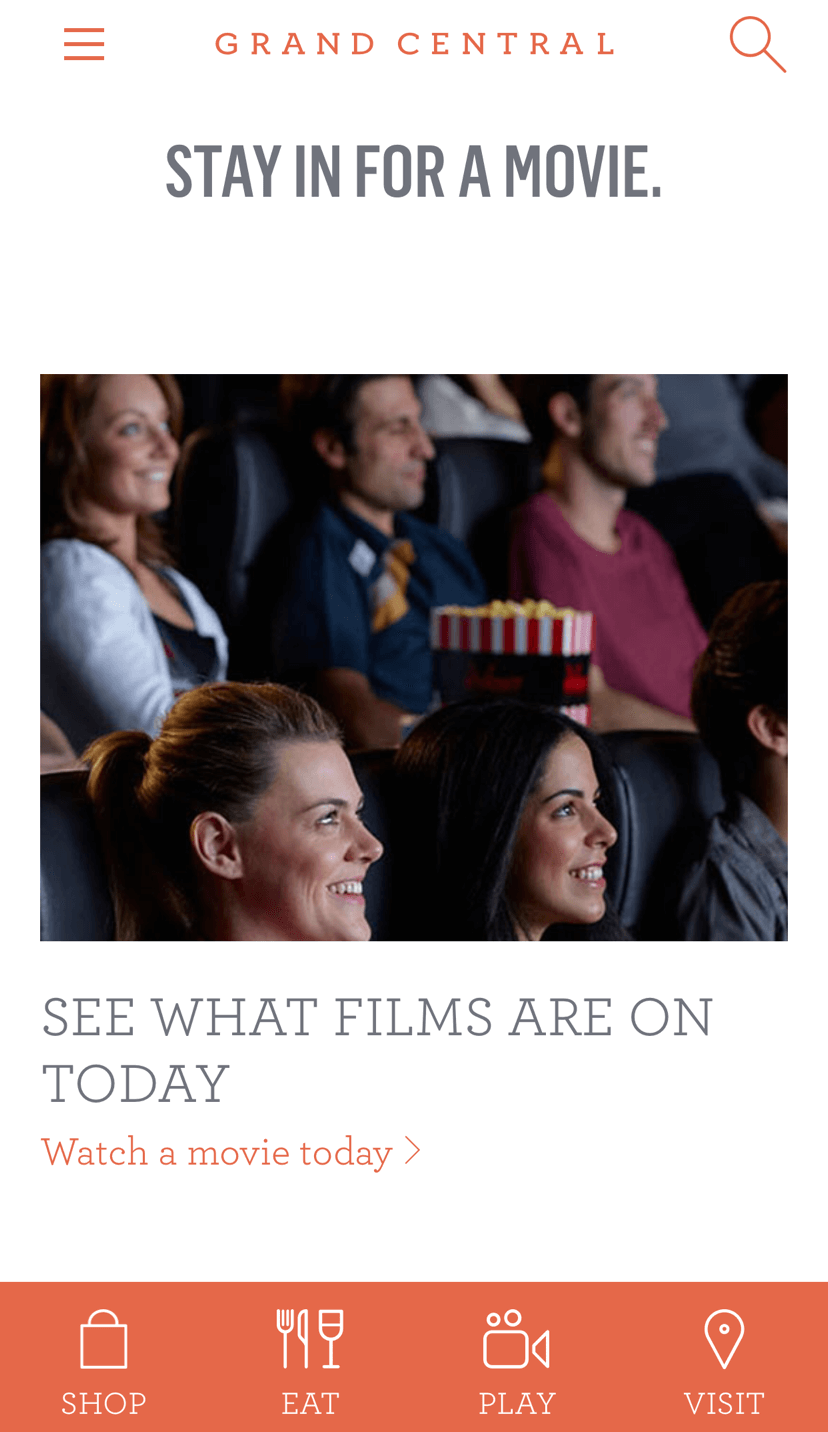 GRAND CENTRAL
STAY IN FOR A MOVIE.
SEE WHAT FILMS ARE ON
TODAY
Watch a movie today
SHOP
EAT
PLAY
VISIT